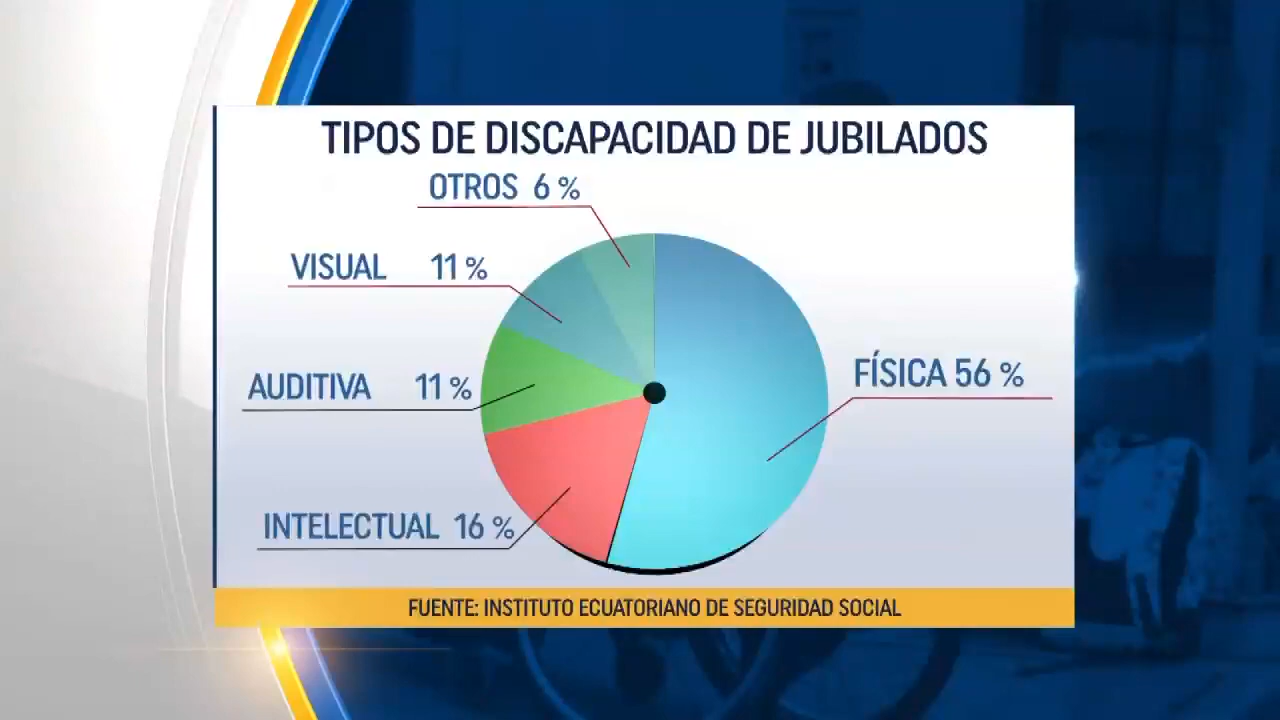 TIPOS DE DISCAPACIDAD DE JUBILADOS
OTROS 6 %
VISUAL 11 %
AUDITIVA 11 %
FÍSICA 56 %
INTELECTUAL 16 %
FUENTE: INSTITUTO ECUATORIANO DE SEGURIDAD SOCIAL